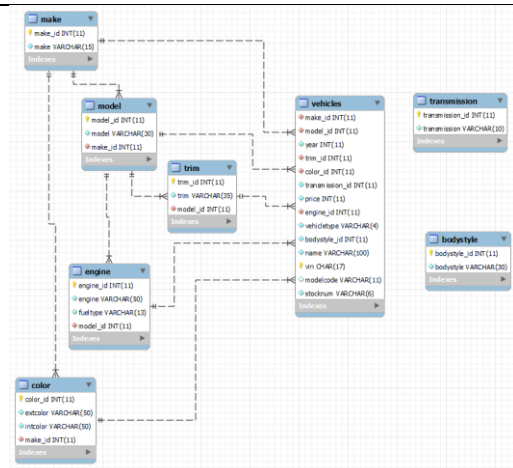 make
make_id INT(11)
make VARCHAR(15)
Indexes
model
model_id INT(11)
model VARCHAR(30)
make_id INT(11)
Indexes
trim
trim_id INT(11)
trim VARCHAR(35)
model_id INT(11)
Indexes
engine
engine_id INT(11)
engine VARCHAR(50)
fueltype VARCHAR(13)
model_id INT(11)
Indexes
color
color_id INT(11)
extcolor VARCHAR(50)
intcolor VARCHAR(50)
make_id INT(11)
Indexes
vehicles
make_id INT(11)
model_id INT(11)
year INT(11)
trim_id INT(11)
color_id INT(11)
transmission_id INT(11)
price INT(11)
engine_id INT(11)
vehicletype VARCHAR(4)
bodystyle_id INT(11)
name VARCHAR(100)
vin CHAR(17)
modelcode VARCHAR(11)
stocknum VARCHAR(6)
Indexes
transmission
transmission_id INT(11)
transmission VARCHAR(10)
Indexes
bodystyle
bodystyle_id INT(11)
bodystyle VARCHAR(30)
Indexes